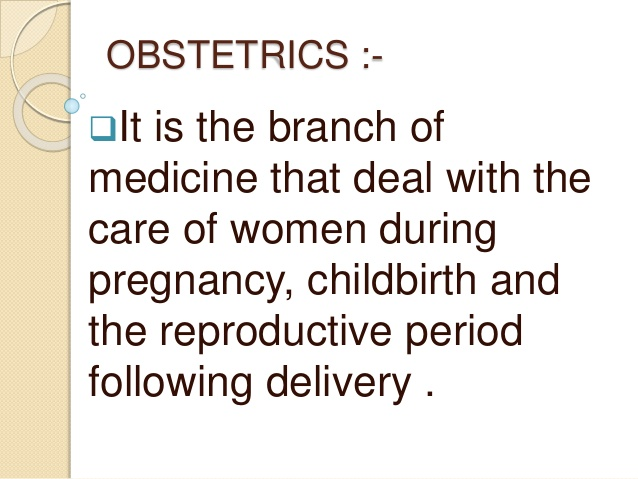 OBSTETRICS :-
It is the branch of
medicine that deal with the
care of women during
pregnancy, childbirth and
the reproductive period
following delivery .